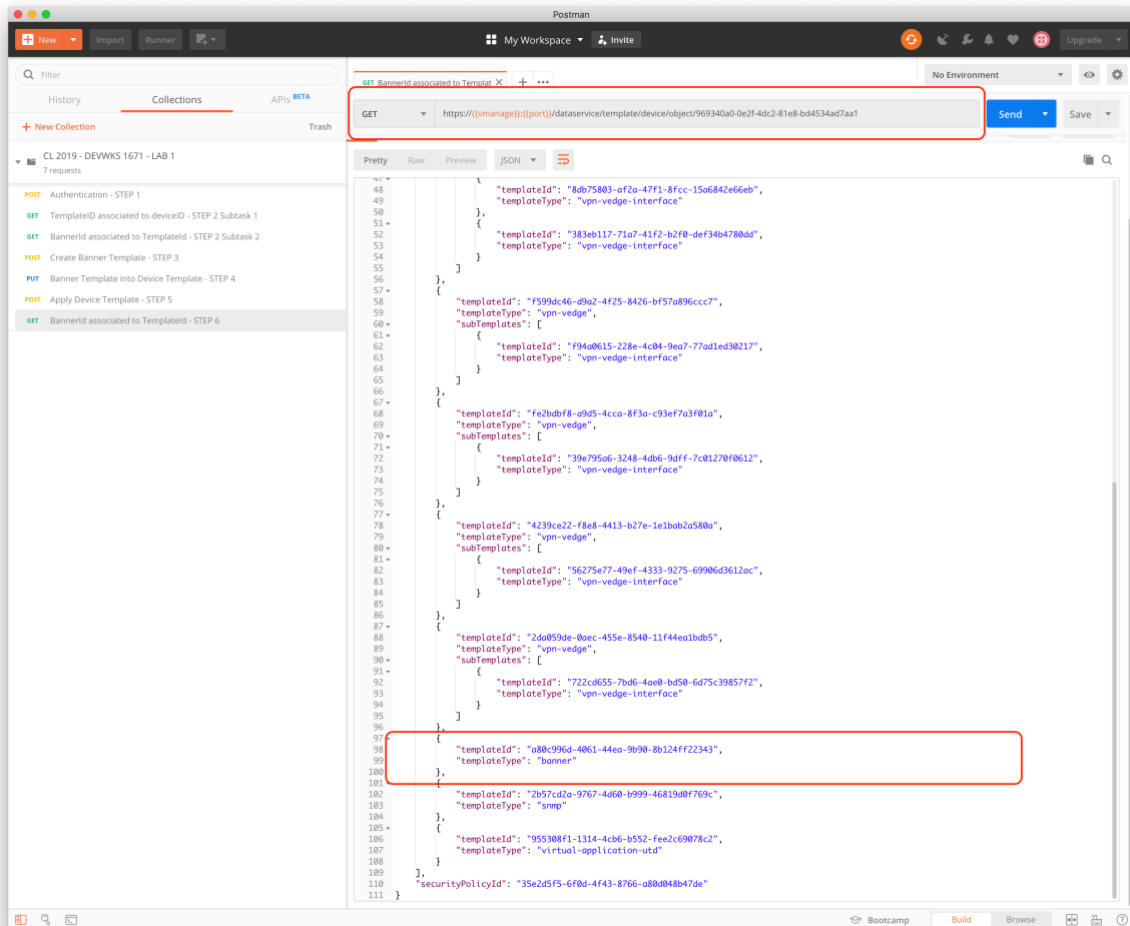 Postman
New
Import
Runner
My Workspace
Invite
Upgrade
Filter
History
Collections
APIs BETA
+ New Collection
Trash
CL 2019 - DEVWKS 1671 - LAB 1
7 requests
POST Authentication - STEP 1
GET TemplateID associated to deviceID - STEP 2 Subtask 1
GET BannerId associated to TemplateId - STEP 2 Subtask 2
POST Create Banner Template - STEP 3
PUT Banner Template into Device Template - STEP 4
POST Apply Device Template - STEP 5
GET BannerId associated to TemplateId - STEP 6
GET BannerId associated to Templat
No Environment
GET
https://{{vmanage}}:{{port}}/dataservice/template/device/object/969340a0-0e2f-4dc2-81e8-bd4534ad7aa1
Send
Save
Pretty
Raw
Preview
JSON
47 {
48 "templateId": "8db75803-af2a-47f1-8fcc-15a6842e66eb",
49 "templateType": "vpn-vedge-interface"
50 },
51 {
52 "templateId": "383eb117-71a7-41f2-b2f0-def34b4780dd",
53 "templateType": "vpn-vedge-interface"
54 }
55 ]
56 },
57 {
58 "templateId": "f599dc46-d9a2-4f25-8426-bf57a896ccc7",
59 "templateType": "vpn-vedge",
60 "subTemplates": [
61 {
62 "templateId": "f94a0615-228e-4c04-9ea7-77ad1ed30217",
63 "templateType": "vpn-vedge-interface"
64 }
65 ]
66 },
67 {
68 "templateId": "fe2bdbf8-a9d5-4cca-8f3a-c93ef7a3f01a",
69 "templateType": "vpn-vedge",
70 "subTemplates": [
71 {
72 "templateId": "39e795a6-3248-4db6-9dff-7c01270f0612",
73 "templateType": "vpn-vedge-interface"
74 }
75 ]
76 },
77 {
78 "templateId": "4239ce22-f8e8-4413-b27e-1e1bab2a580a",
79 "templateType": "vpn-vedge",
80 "subTemplates": [
81 {
82 "templateId": "56275e77-49ef-4333-9275-69906d3612ac",
83 "templateType": "vpn-vedge-interface"
84 }
85 ]
86 },
87 {
88 "templateId": "2da059de-0aec-455e-8540-11f44ea1bdb5",
89 "templateType": "vpn-vedge",
90 "subTemplates": [
91 {
92 "templateId": "722cd655-7bd6-4ae0-bd50-6d75c39857f2",
93 "templateType": "vpn-vedge-interface"
94 }
95 ]
96 },
97 {
98 "templateId": "a80c996d-4061-44ea-9b90-8b124ff22343",
99 "templateType": "banner"
100 },
101 {
102 "templateId": "2b57cd2a-9767-4d60-b999-46819d0f769c",
103 "templateType": "snmp"
104 },
105 {
106 "templateId": "955308f1-1314-4cb6-b552-fee2c69078c2",
107 "templateType": "virtual-application-utd"
108 }
109 ],
110 "securityPolicyId": "35e2d5f5-6f0d-4f43-8766-a80d048b47de"
111 }
Bootcamp
Build
Browse